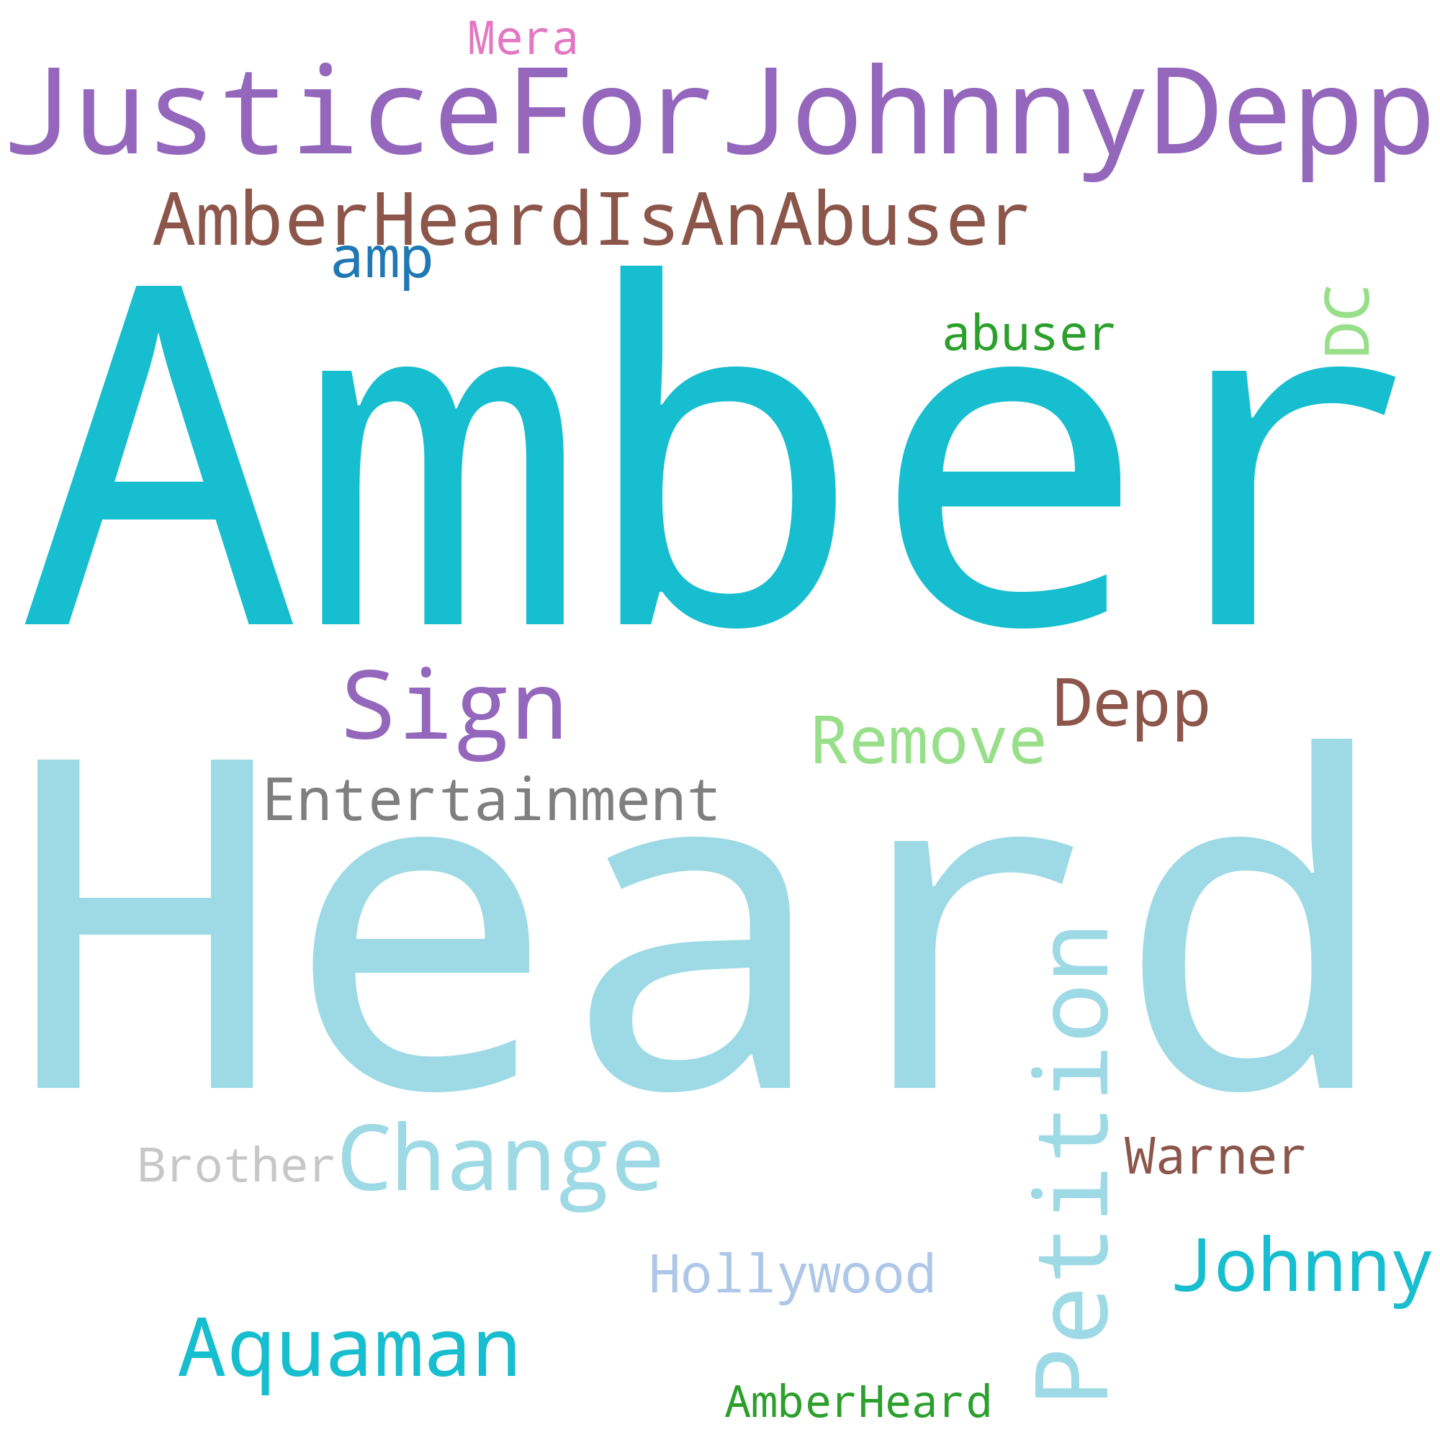 Mera
JusticeForJohnnyDepp
AmberHeardIsAnAbuser
amp
abuser
DC
Amber
Sign
Depp
Remove
Entertainment
Heard
Petition
Change
Brother
Warner
Hollywood
Johnny
Aquaman
AmberHeard